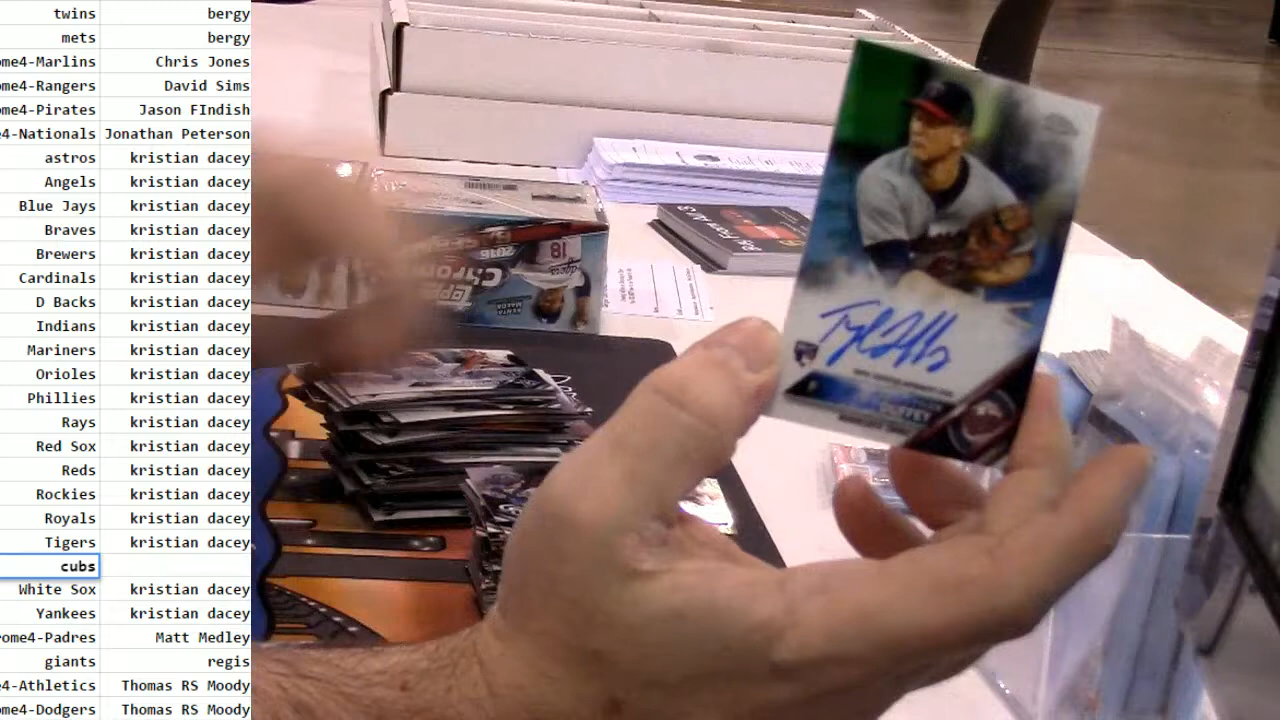 twins bergy
mets bergy
ome4-Marlins Chris Jones
ome4-Rangers David Sims
ome4-Pirates Jason FIndish
e4-Nationals Jonathan Peterson
astros kristian dacey
Angels kristian dacey
Blue Jays kristian dacey
Braves kristian dacey
Brewers kristian dacey
Cardinals kristian dacey
D Backs kristian dacey
Indians kristian dacey
Mariners kristian dacey
Orioles kristian dacey
Phillies kristian dacey
Rays kristian dacey
Red Sox kristian dacey
Reds kristian dacey
Rockies kristian dacey
Royals kristian dacey
Tigers kristian dacey
cubs
White Sox kristian dacey
Yankees kristian dacey
ome4-Padres Matt Medley
giants regis
e4-Athletics Thomas RS Moody
ome4-Dodgers Thomas RS Moody
2016
Topps
Chrome
18
KENTA
MAEDA